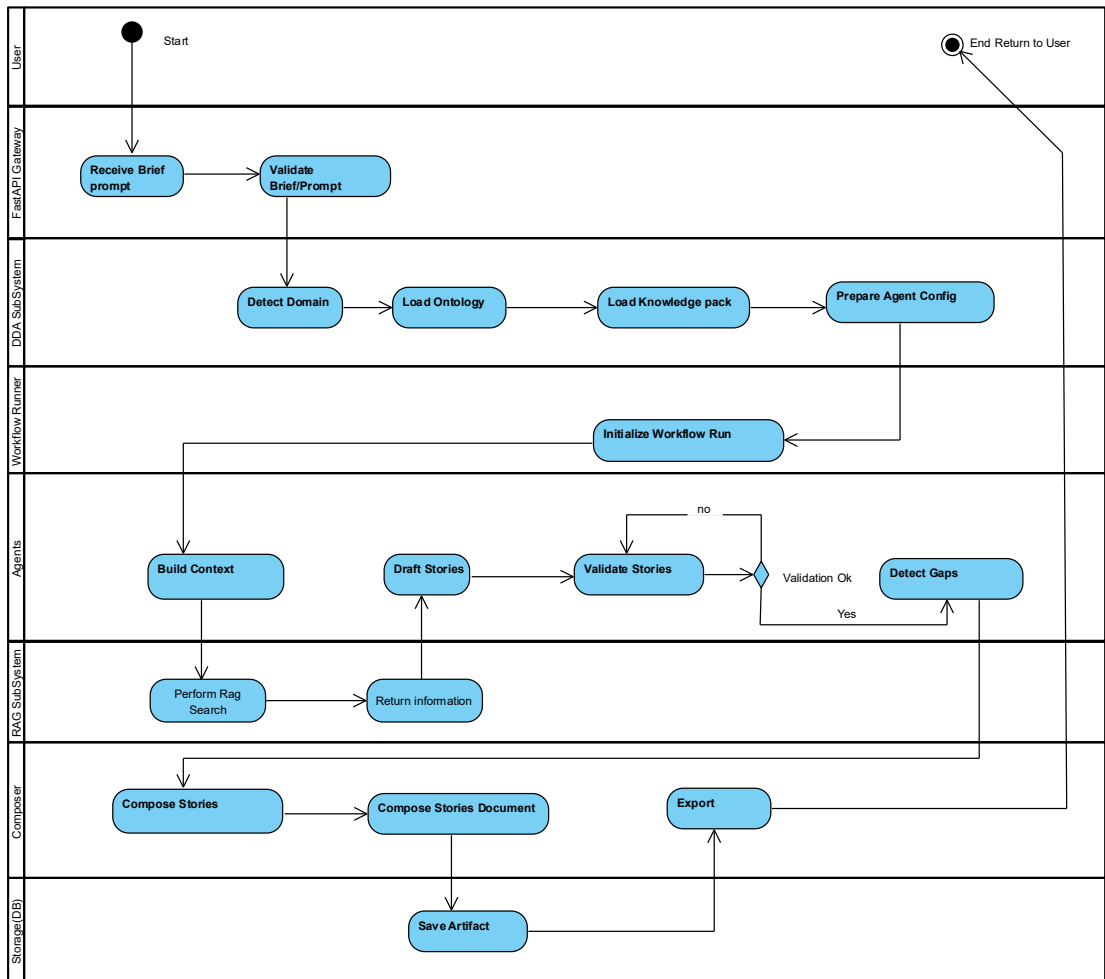 User
Start
End Return to User
FastAPI Gateway
Receive Brief
prompt
Validate
Brief/Prompt
DDA SubSystem
Detect Domain
Load Ontology
Load Knowledge pack
Prepare Agent Config
Workflow Runner
Initialize Workflow Run
Agents
Build Context
Draft Stories
Validate Stories
no
Validation Ok
Yes
Detect Gaps
RAG SubSystem
Perform Rag
Search
Return information
Composer
Compose Stories
Compose Stories Document
Export
Storage(DB)
Save Artifact